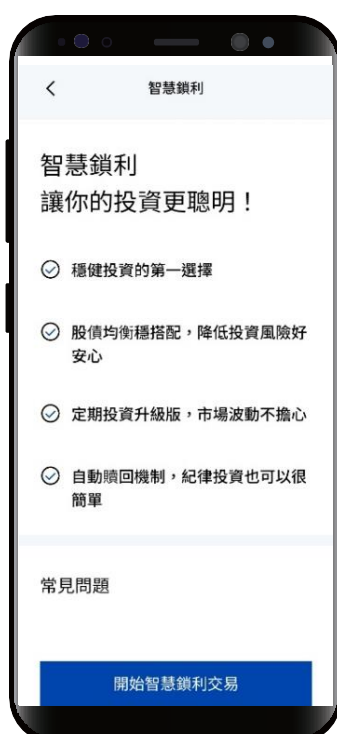 智慧鎖利
智慧鎖利
讓你的投資更聰明！
穩健投資的第一選擇
股債均衡穩搭配，降低投資風險好
安心
定期投資升級版，市場波動不擔心
自動贖回機制，紀律投資也可以很
簡單
常見問題
開始智慧鎖利交易